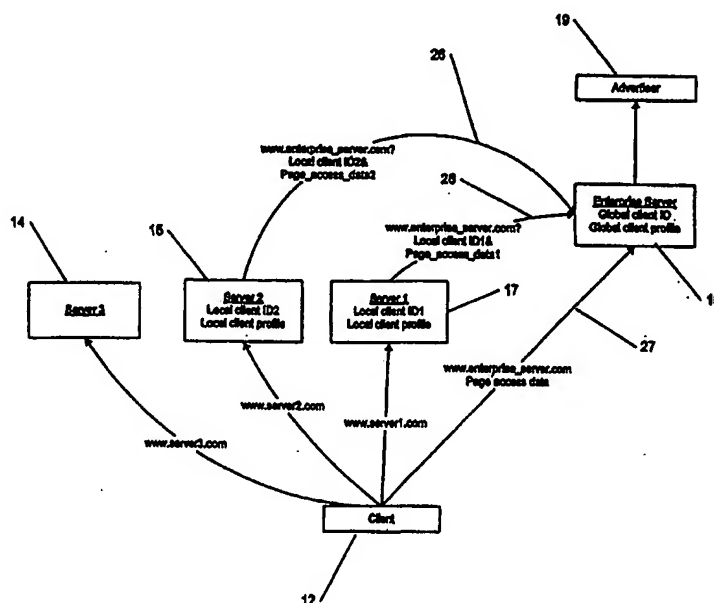 19
26
Advertiser
www.enterprise_server.com?
Local client ID2&
Page_access_data2
28
14
15
www.enterprise_server.com?
Local client ID1&
Page_access_data1
Enterprise Server
Global client ID
Global client profile
Server 3
Server 2
Local client ID2
Local client profile
Server 1
Local client ID1
Local client profile
17
27
www.enterprise_server.com
Page access data
www.server3.com
www.server2.com
www.server1.com
Client
12